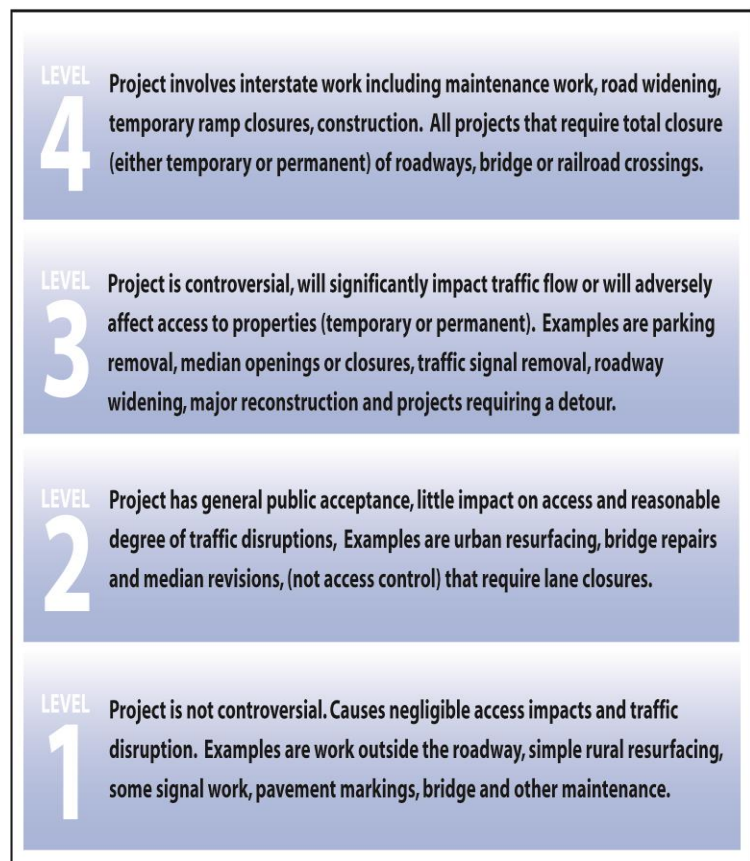 LEVEL
4
Project involves interstate work including maintenance work, road widening,
temporary ramp closures, construction. All projects that require total closure
(either temporary or permanent) of roadways, bridge or railroad crossings.
LEVEL
3
Project is controversial, will significantly impact traffic flow or will adversely
affect access to properties (temporary or permanent). Examples are parking
removal, median openings or closures, traffic signal removal, roadway
widening, major reconstruction and projects requiring a detour.
LEVEL
2
Project has general public acceptance, little impact on access and reasonable
degree of traffic disruptions, Examples are urban resurfacing, bridge repairs
and median revisions, (not access control) that require lane closures.
LEVEL
1
Project is not controversial. Causes negligible access impacts and traffic
disruption. Examples are work outside the roadway, simple rural resurfacing,
some signal work, pavement markings, bridge and other maintenance.